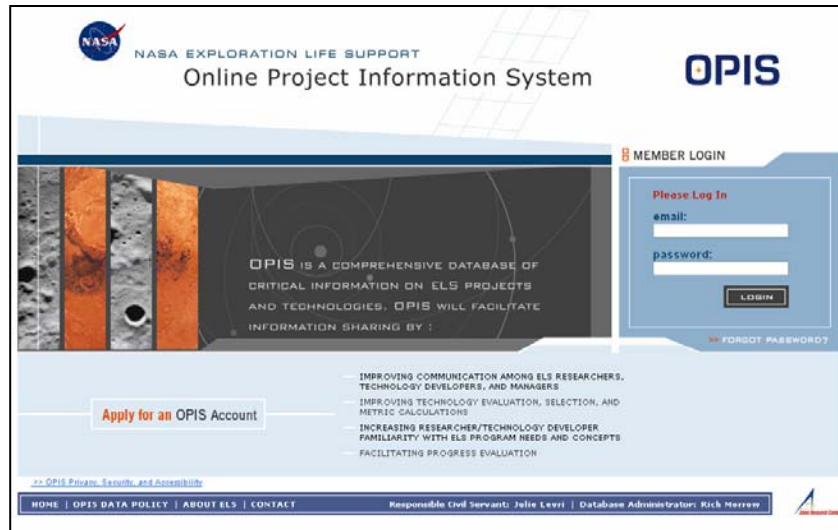 NASA
NASA EXPLORATION LIFE SUPPORT
Online Project Information System
OPIS
MEMBER LOGIN
Please Log In
email:
password:
LOGIN
>> FORGOT PASSWORD?
OPIS IS A COMPREHENSIVE DATABASE OF
CRITICAL INFORMATION ON ELS PROJECTS
AND TECHNOLOGIES. OPIS WILL FACILITATE
INFORMATION SHARING BY :
IMPROVING COMMUNICATION AMONG ELS RESEARCHERS,
TECHNOLOGY DEVELOPERS, AND MANAGERS
IMPROVING TECHNOLOGY EVALUATION, SELECTION, AND
METRIC CALCULATIONS
INCREASING RESEARCHER/TECHNOLOGY DEVELOPER
FAMILIARITY WITH ELS PROGRAM NEEDS AND CONCEPTS
FACILITATING PROGRESS EVALUATION
Apply for an OPIS Account
>> OPIS Privacy, Security, and Accessibility
HOME | OPIS DATA POLICY | ABOUT ELS | CONTACT
Responsible Civil Servant: Julie Levri | Database Administrator: Rich Morrow